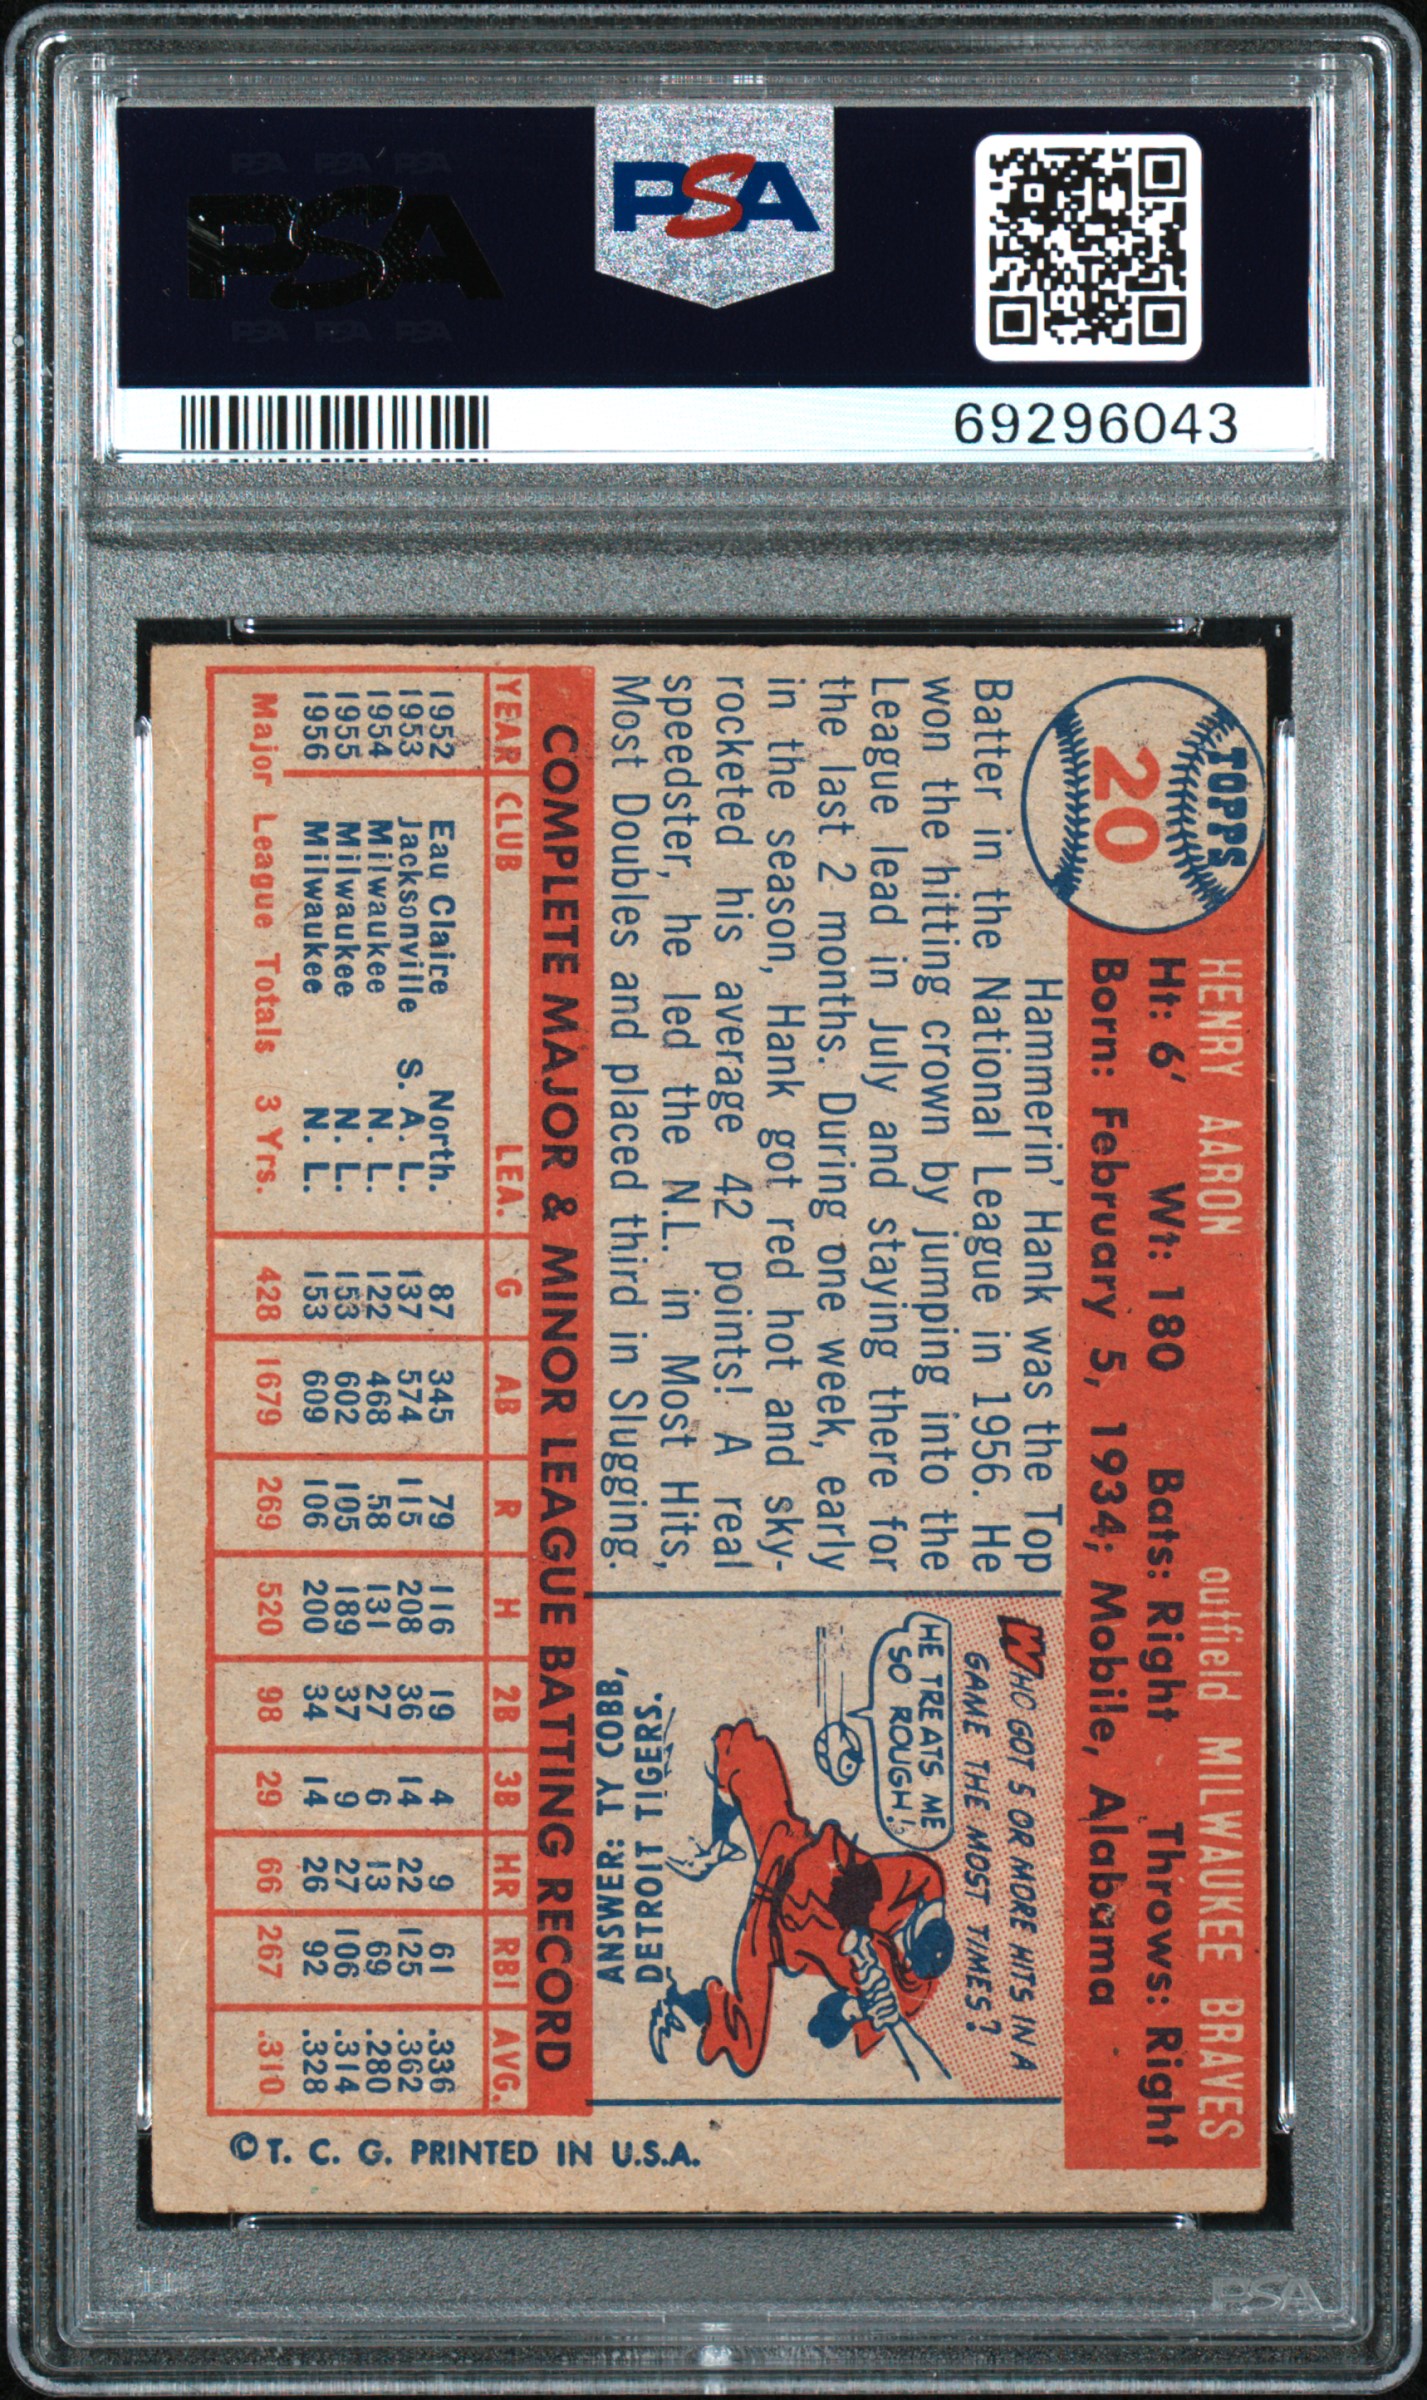 PSA PSA PSA
PSA
PSA PSA PSA
PSA
69296043
TOPPS
20
HENRY AARON outfield MILWAUKEE BRAVES
Ht: 6' Wt: 180 Bats: Right Throws: Right
Born: February 5, 1934; Mobile, Alabama
Hammerin' Hank was the Top
Batter in the National League in 1956. He
won the hitting crown by jumping into the
League lead in July and staying there for
the last 2 months. During one week, early
in the season, Hank got red hot and sky-
rocketed his average 42 points! A real
speedster, he led the N.L. in Most Hits,
Most Doubles and placed third in Slugging.
WHO GOT 5 OR MORE HITS IN A
GAME THE MOST TIMES?
HE TREATS ME
SO ROUGH!
ANSWER: TY COBB,
DETROIT TIGERS.
COMPLETE MAJOR & MINOR LEAGUE BATTING RECORD
YEAR CLUB LEA. G AB R H 2B 3B HR RBI AVG.
1952 Eau Claire North. 87 345 79 116 19 4 9 61 .336
1953 Jacksonville S. A. L. 137 574 115 208 36 14 22 125 .362
1954 Milwaukee N. L. 122 468 58 131 27 6 13 69 .280
1955 Milwaukee N. L. 153 602 105 189 37 9 27 106 .314
1956 Milwaukee N. L. 153 609 106 200 34 14 26 92 .328
Major League Totals 3 Yrs. 428 1679 269 520 98 29 66 267 .310
© T. C. G. PRINTED IN U.S.A.
PSA